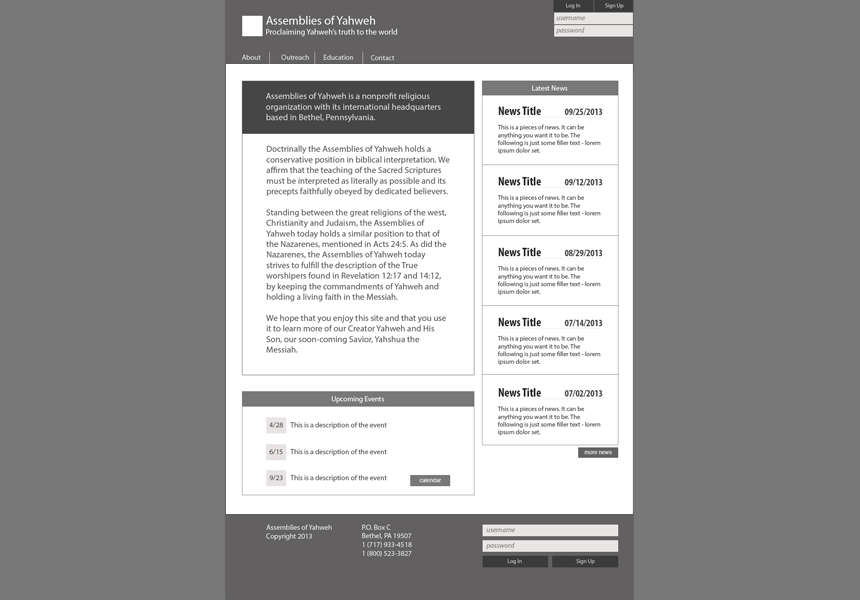 Log In Sign Up
username
password
Assemblies of Yahweh
Proclaiming Yahweh's truth to the world
About Outreach Education Contact
Assemblies of Yahweh is a nonprofit religious
organization with its international headquarters
based in Bethel, Pennsylvania.
Doctrinally the Assemblies of Yahweh holds a
conservative position in biblical interpretation. We
affirm that the teaching of the Sacred Scriptures
must be interpreted as literally as possible and its
precepts faithfully obeyed by dedicated believers.
Standing between the great religions of the west,
Christianity and Judaism, the Assemblies of
Yahweh today holds a similar position to that of
the Nazarenes, mentioned in Acts 24:5. As did the
Nazarenes, the Assemblies of Yahweh today
strives to fulfill the description of the True
worshipers found in Revelation 12:17 and 14:12,
by keeping the commandments of Yahweh and
holding a living faith in the Messiah.
We hope that you enjoy this site and that you use
it to learn more of our Creator Yahweh and His
Son, our soon-coming Savior, Yahshua the
Messiah.
Upcoming Events
4/28 This is a description of the event
6/15 This is a description of the event
9/23 This is a description of the event
calendar
Latest News
News Title 09/25/2013
This is a pieces of news. It can be
anything you want it to be. The
following is just some filler text - lorem
ipsum dolor set.
News Title 09/12/2013
This is a pieces of news. It can be
anything you want it to be. The
following is just some filler text - lorem
ipsum dolor set.
News Title 08/29/2013
This is a pieces of news. It can be
anything you want it to be. The
following is just some filler text - lorem
ipsum dolor set.
News Title 07/14/2013
This is a pieces of news. It can be
anything you want it to be. The
following is just some filler text - lorem
ipsum dolor set.
News Title 07/02/2013
This is a pieces of news. It can be
anything you want it to be. The
following is just some filler text - lorem
ipsum dolor set.
more news
Assemblies of Yahweh
Copyright 2013
P.O. Box C
Bethel, PA 19507
1 (717) 933-4518
1 (800) 523-3827
username
password
Log In Sign Up